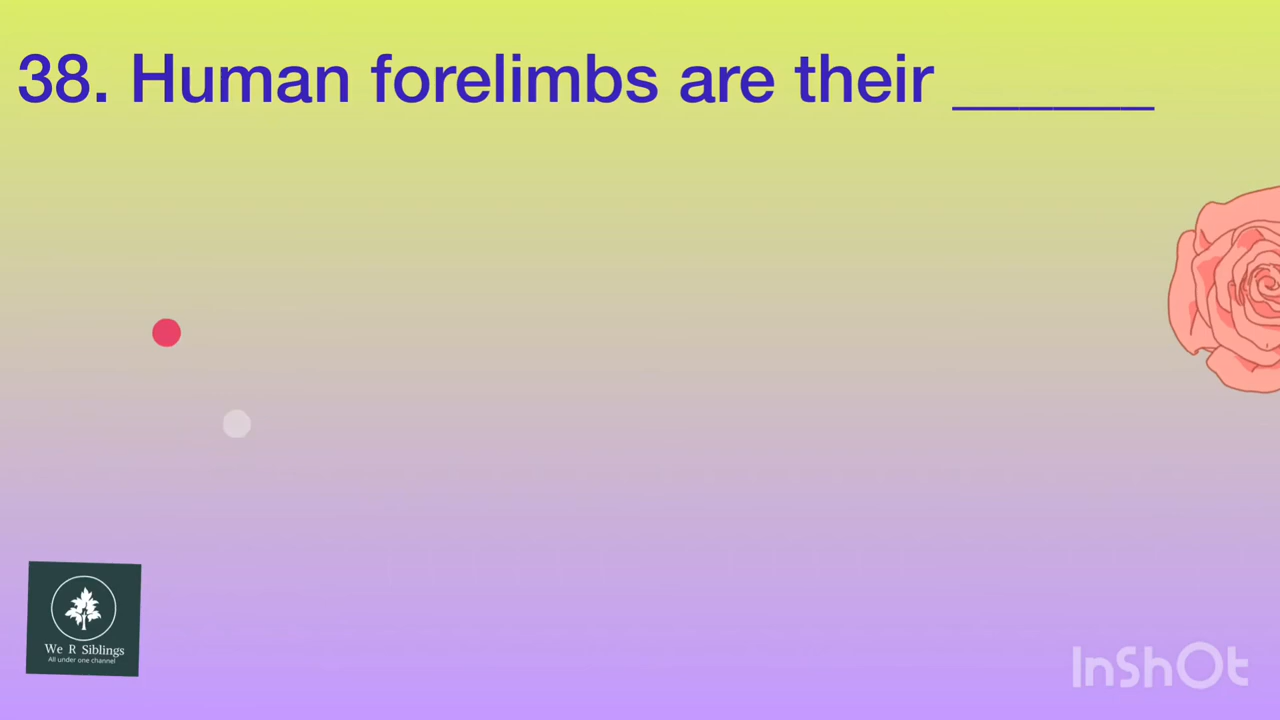 38. Human forelimbs are their ______
We R Siblings
All under one channel
InShOt